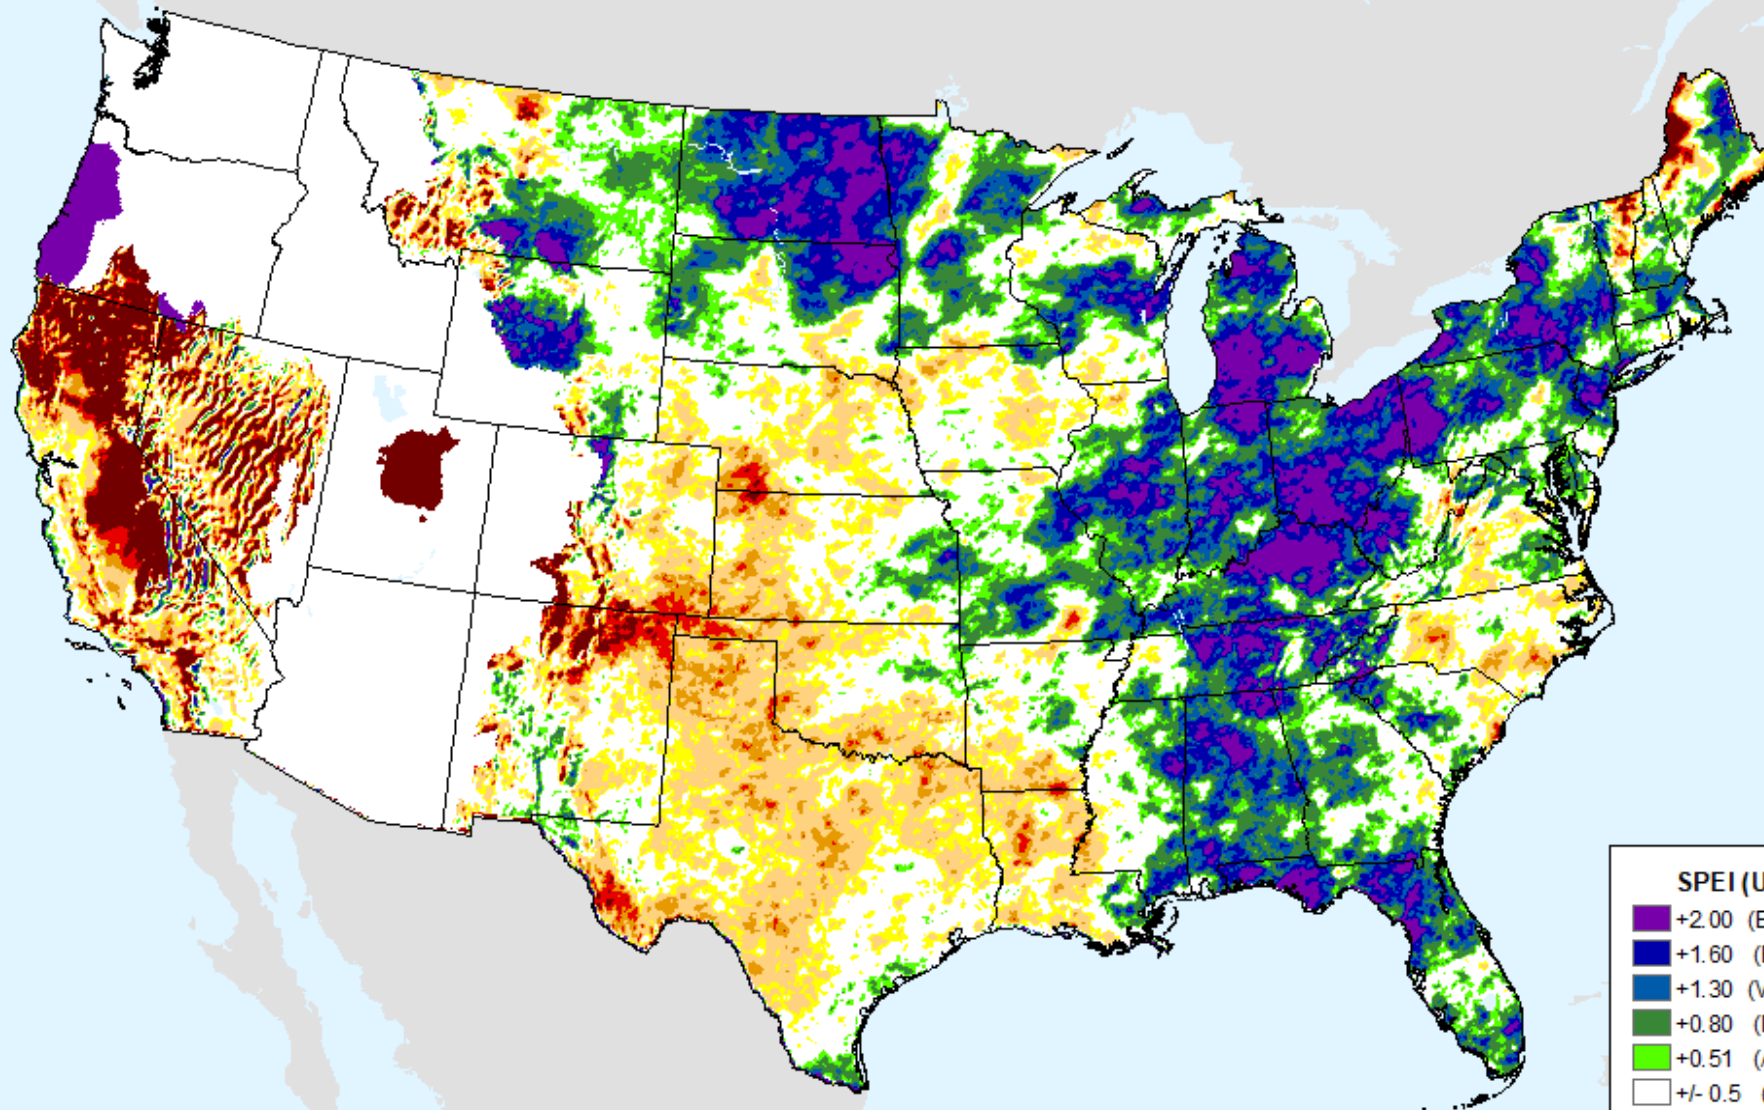 SPEI (U
+2.00 (E
+1.60 (
+1.30 (V
+0.80 (
+0.51 (
+/- 0.5 (